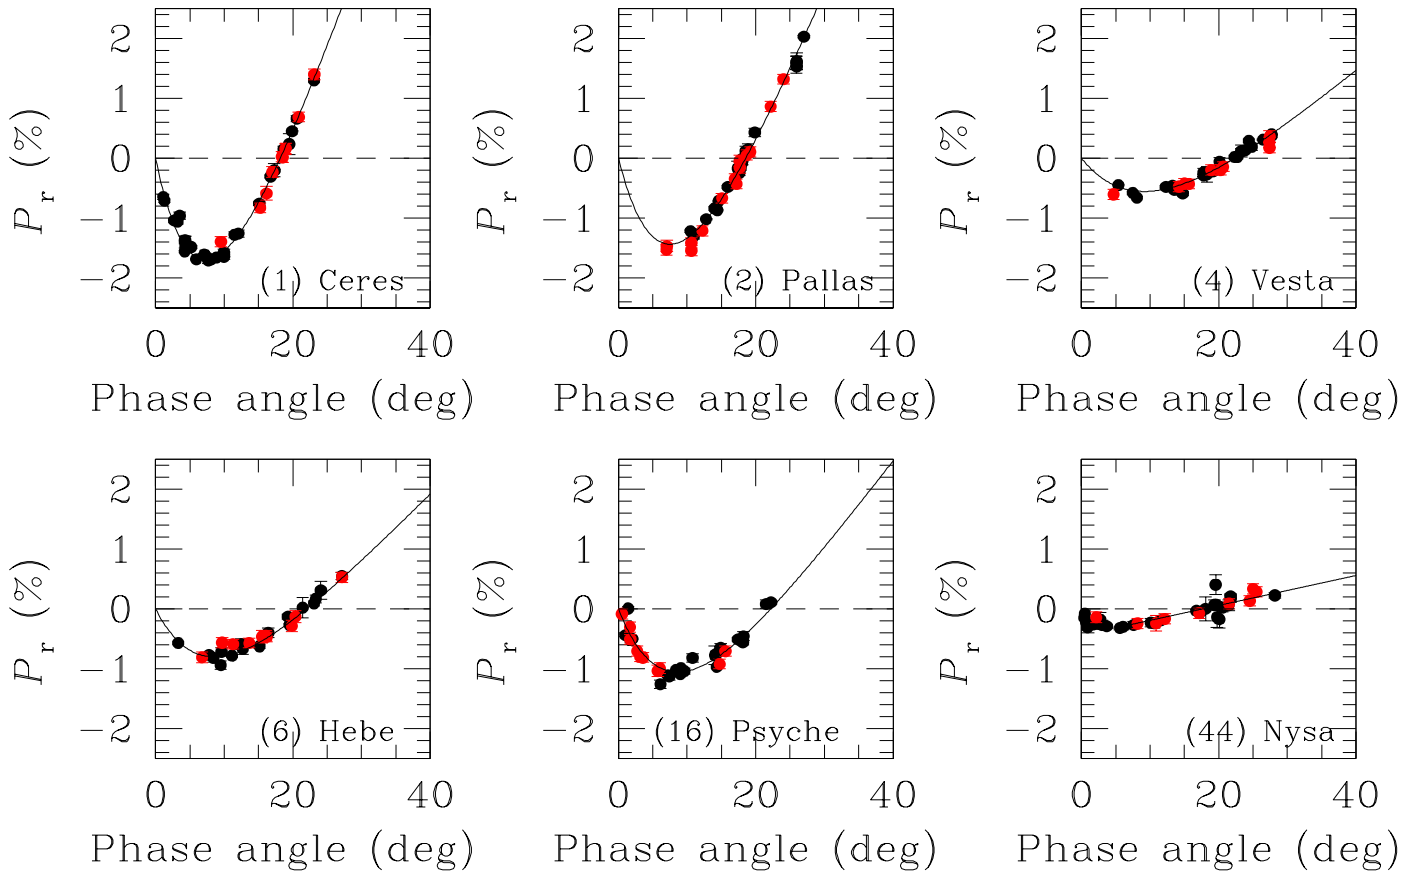 2 2 2
1 1 1
P_r (%) 0 P_r (%) 0 P_r (%) 0
−1 −1 −1
−2 (1) Ceres −2 (2) Pallas −2 (4) Vesta
0 20 40 0 20 40 0 20 40
Phase angle (deg) Phase angle (deg) Phase angle (deg)
2 2 2
1 1 1
P_r (%) 0 P_r (%) 0 P_r (%) 0
−1 −1 −1
−2 (6) Hebe −2 (16) Psyche −2 (44) Nysa
0 20 40 0 20 40 0 20 40
Phase angle (deg) Phase angle (deg) Phase angle (deg)